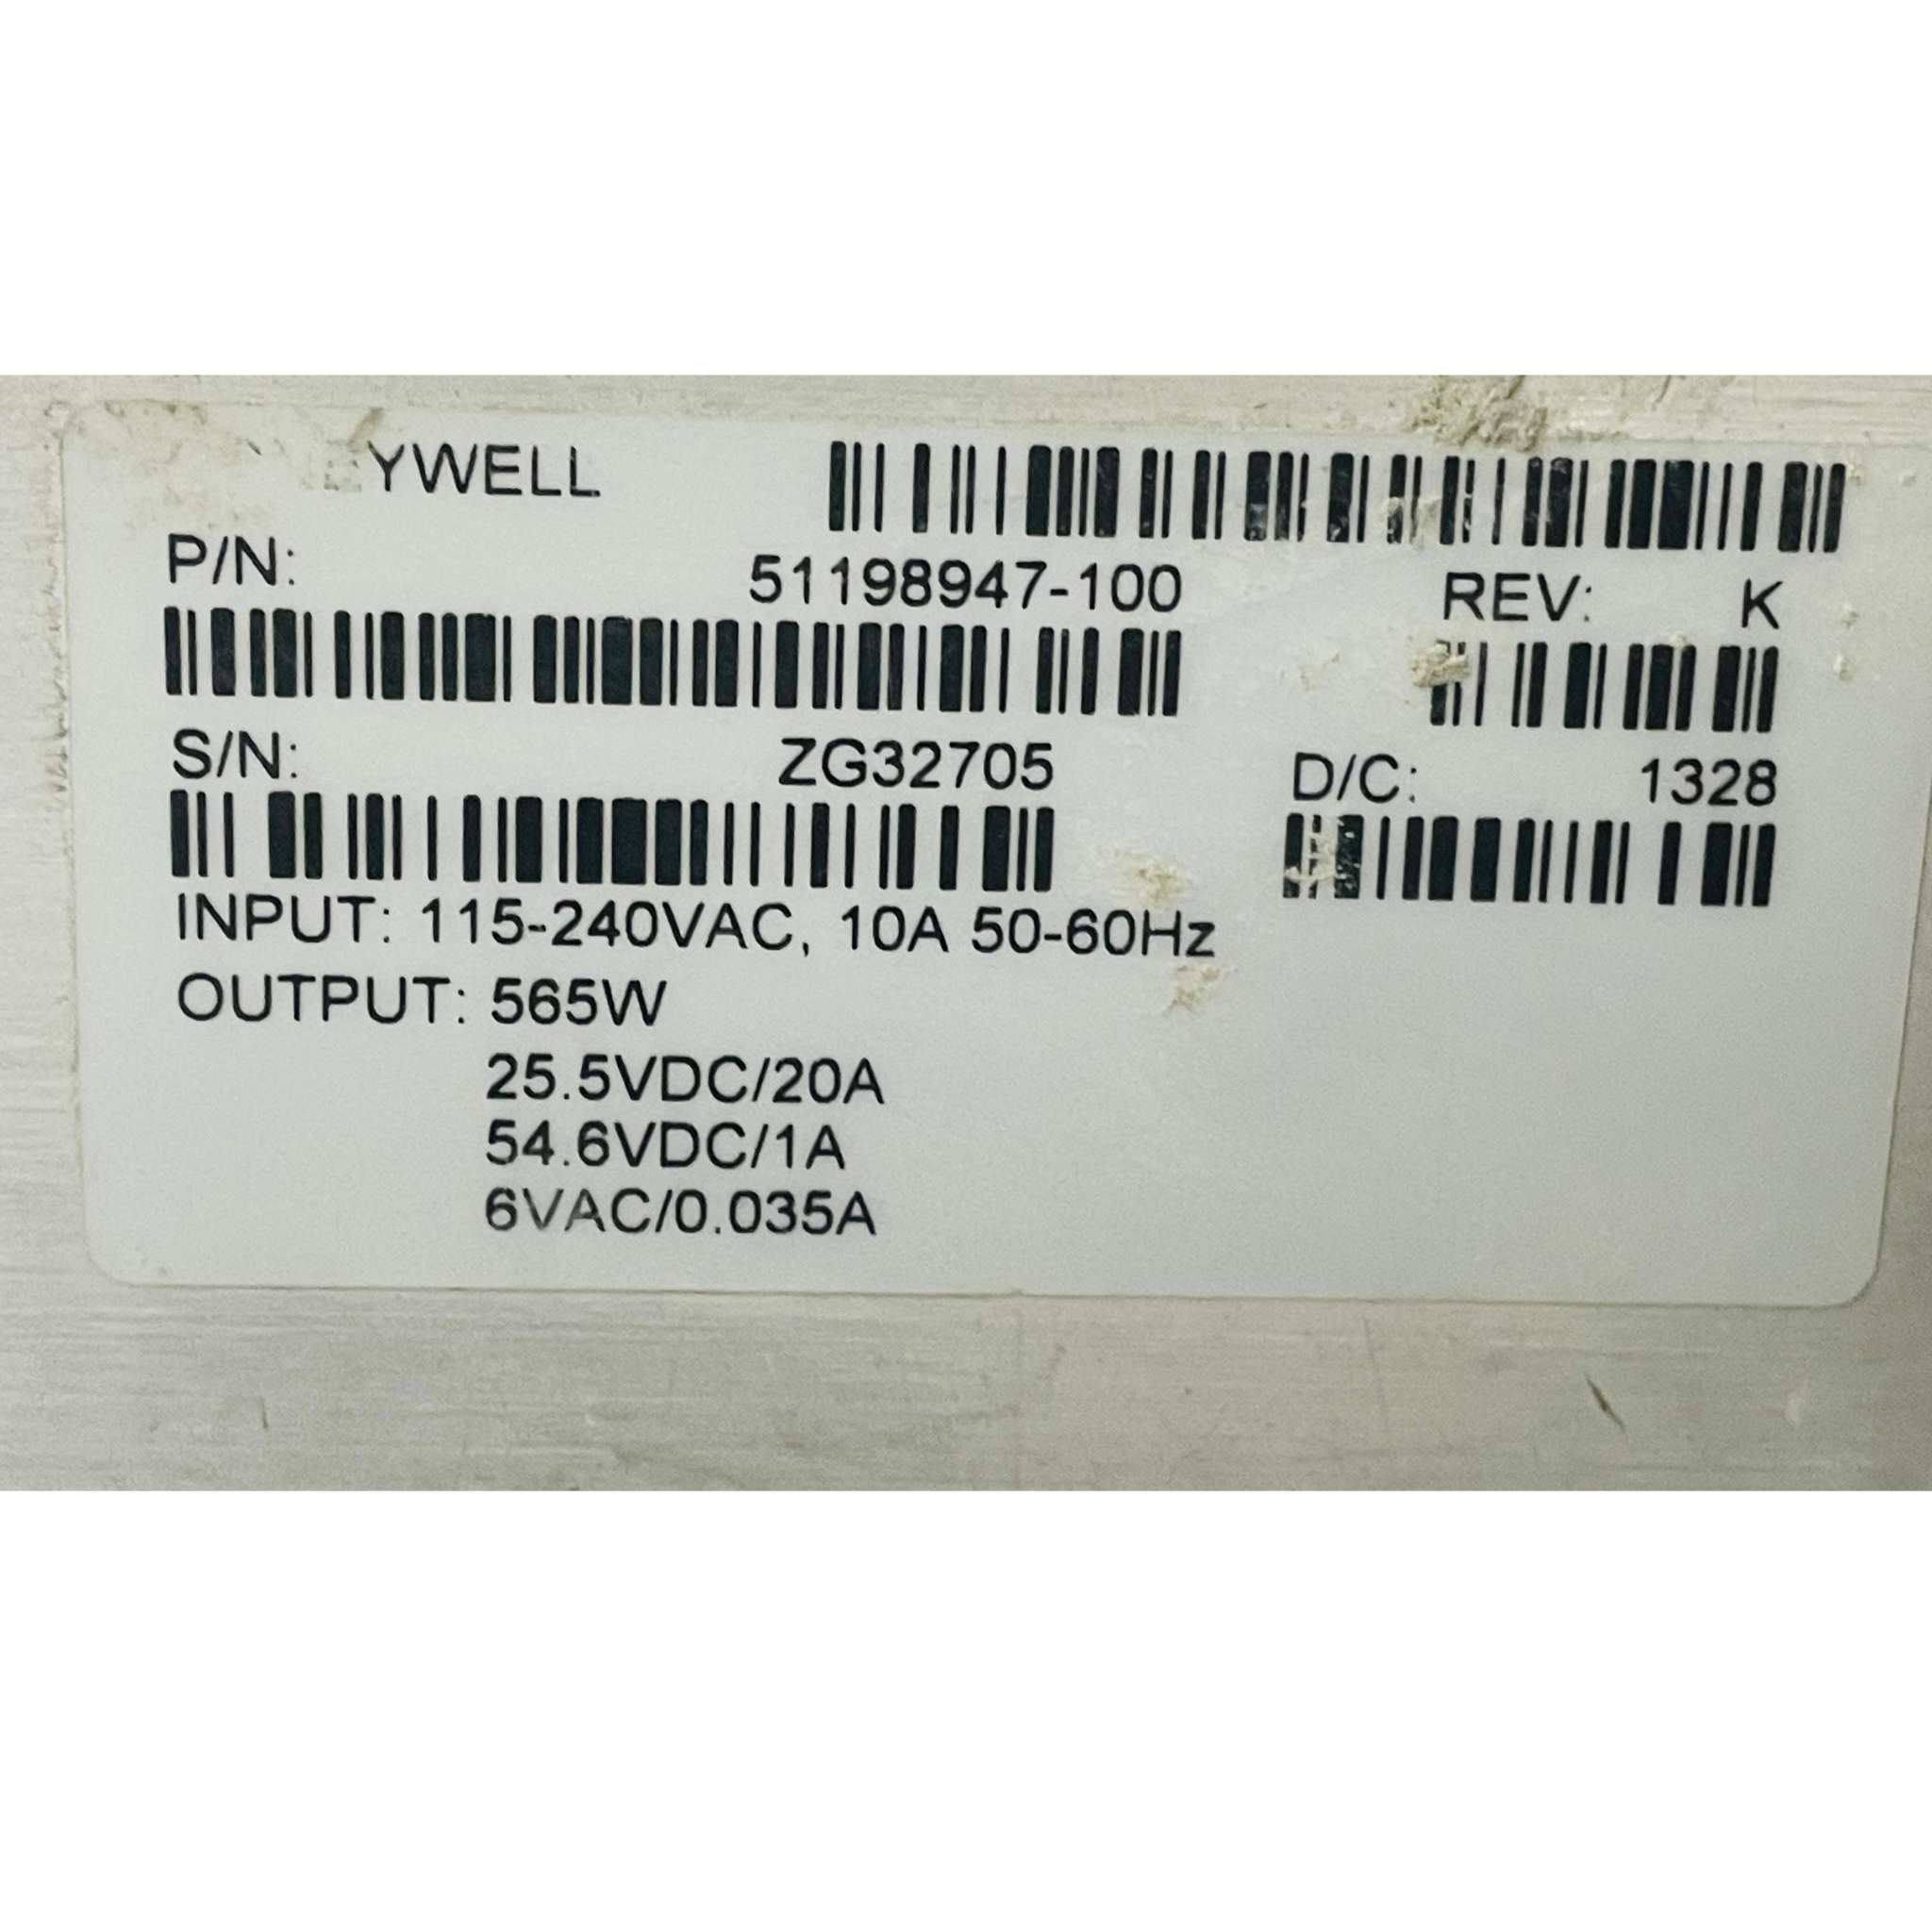 YWELL
P/N: 51198947-100 REV: K
S/N: ZG32705 D/C: 1328
INPUT: 115-240VAC, 10A 50-60Hz
OUTPUT: 565W
25.5VDC/20A
54.6VDC/1A
6VAC/0.035A